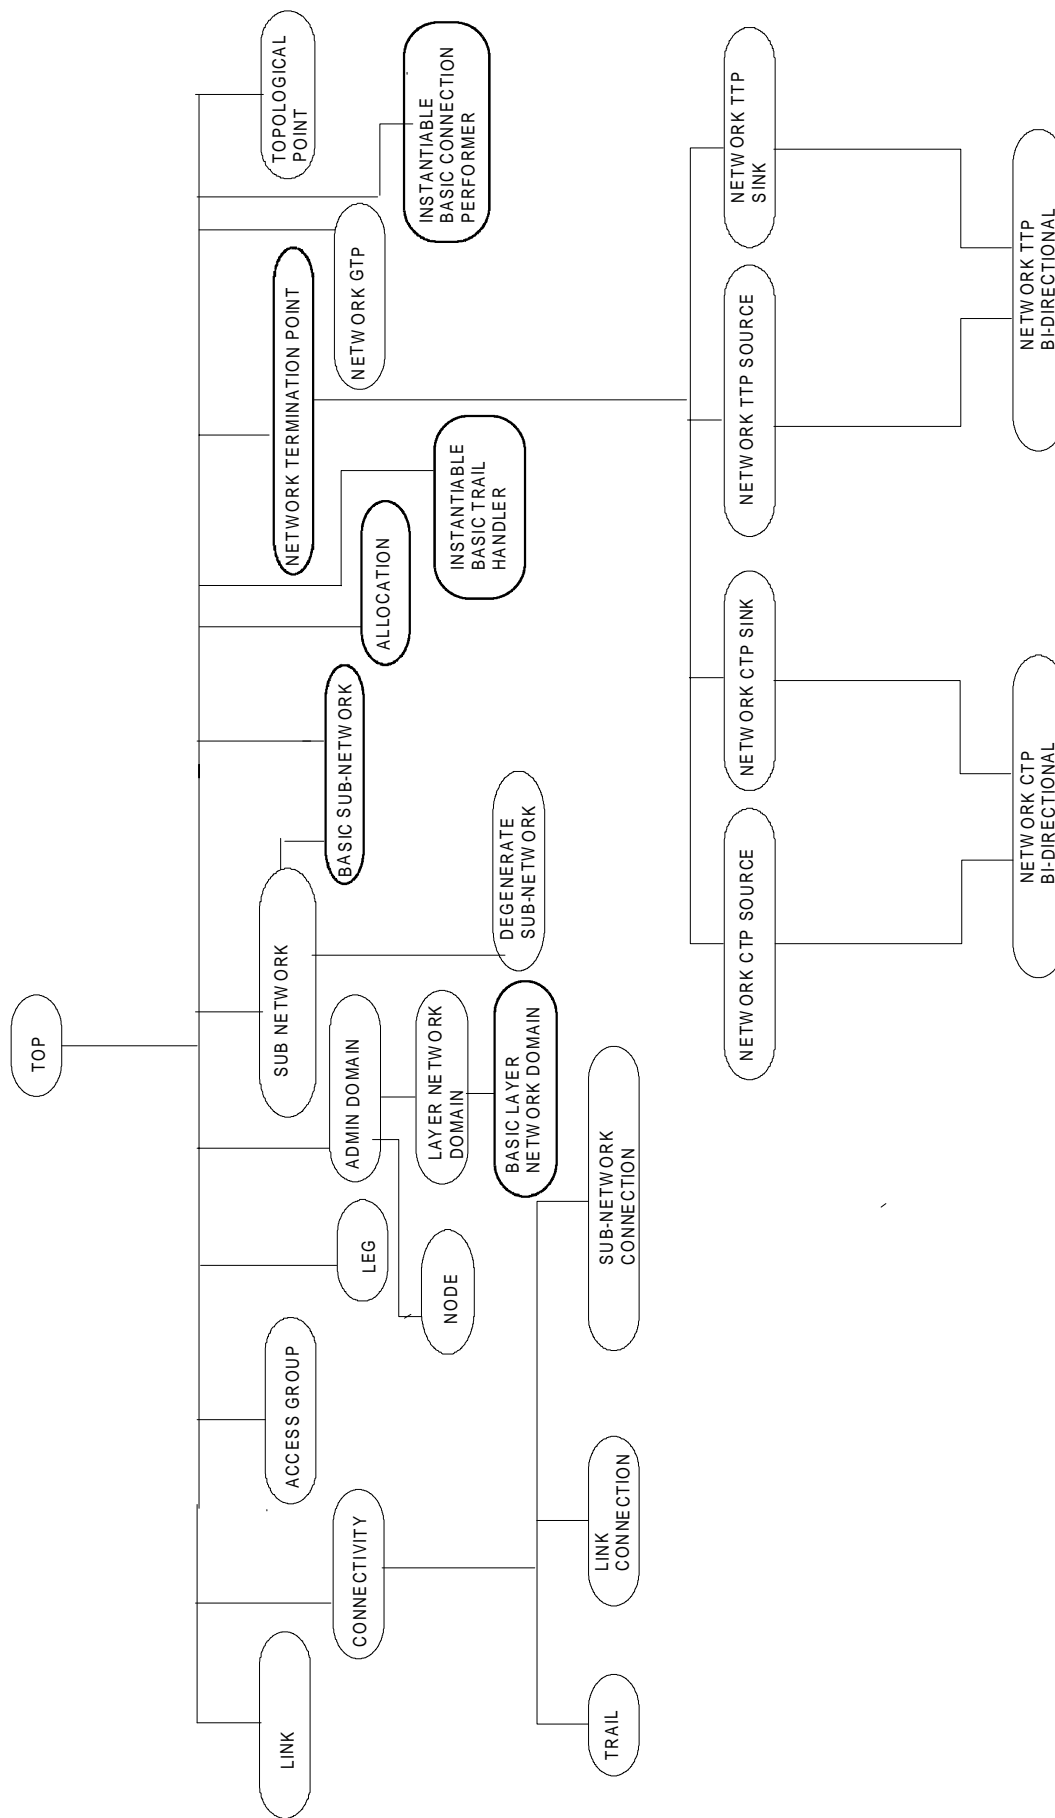 TOP
LINK
CONNECTIVITY
ACCESS GROUP
LEG
ADMIN DOMAIN
SUB NETWORK
BASIC SUB-NETWORK
ALLOCATION
INSTANTIABLE
BASIC TRAIL
HANDLER
NETWORK TERMINATION POINT
NETWORK GTP
INSTANTIABLE
BASIC CONNECTION
PERFORMER
TOPOLOGICAL
POINT
NODE
LAYER NETWORK
DOMAIN
BASIC LAYER
NETWORK DOMAIN
DEGENERATE
SUB-NETWORK
TRAIL
LINK
CONNECTION
SUB-NETWORK
CONNECTION
NETWORK CTP SOURCE
NETWORK CTP SINK
NETWORK TTP SOURCE
NETWORK TTP
SINK
NETWORK CTP
BI-DIRECTIONAL
NETWORK TTP
BI-DIRECTIONAL